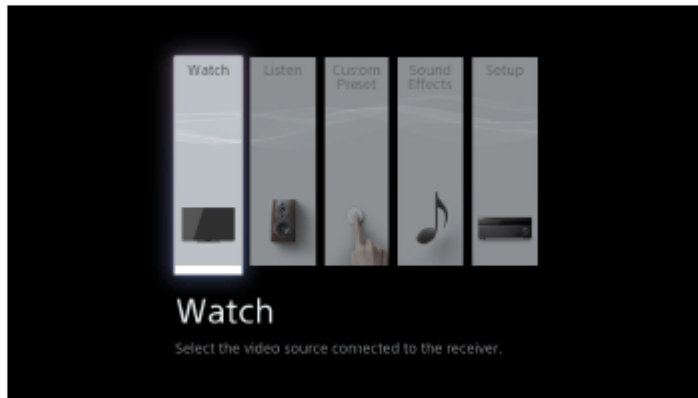 Watch
Listen
Custom
Preset
Sound
Effects
Setup
Watch
Select the video source connected to the receiver.